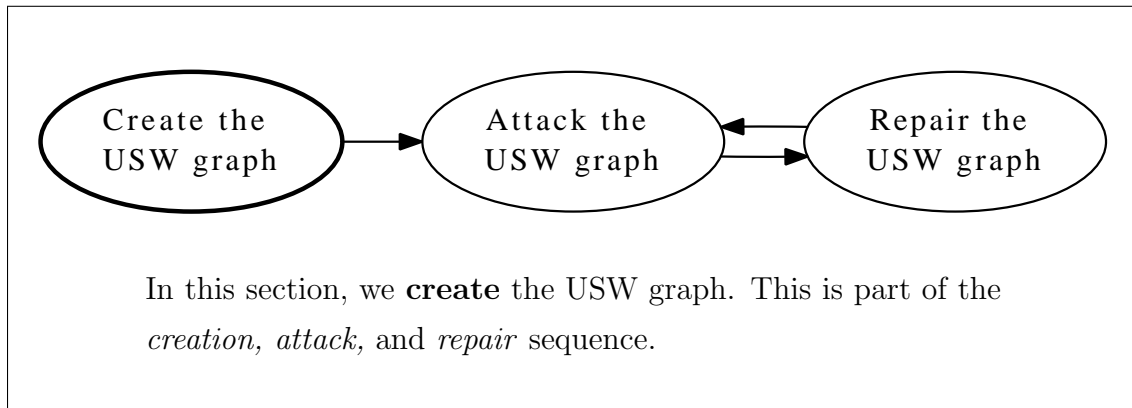 Create the
USW graph
Attack the
USW graph
Repair the
USW graph
In this section, we create the USW graph. This is part of the
creation, attack, and repair sequence.